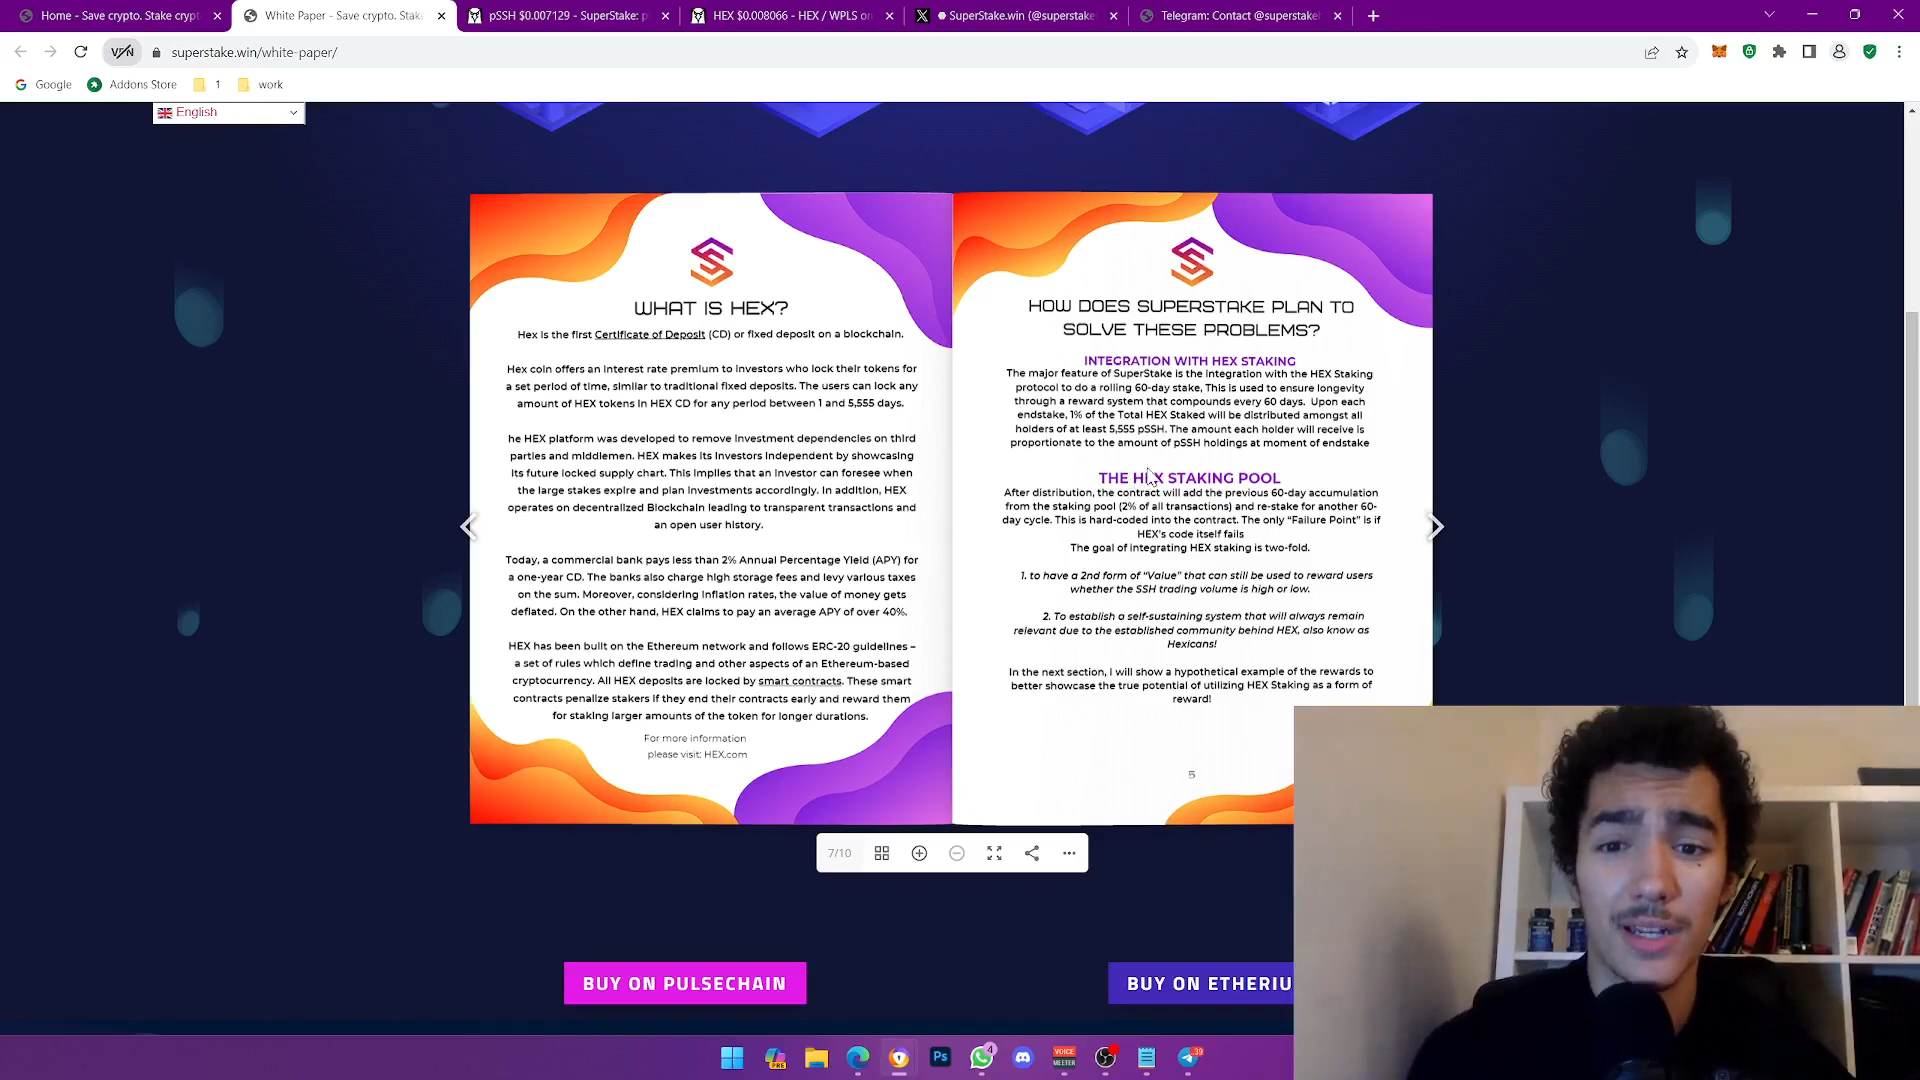 Home - Save crypto. Stake crypt
White Paper - Save crypto. Stak
pSSH $0.007129 - SuperStake: p
HEX $0.008066 - HEX / WPLS on
SuperStake.win (@superstake
Telegram: Contact @superstakel
VPN
superstake.win/white-paper/
Google
Addons Store
1
work
English
WHAT IS HEX?
Hex is the first Certificate of Deposit (CD) or fixed deposit on a blockchain.
Hex coin offers an interest rate premium to investors who lock their tokens for
a set period of time, similar to traditional fixed deposits. The users can lock any
amount of HEX tokens in HEX CD for any period between 1 and 5,555 days.
he HEX platform was developed to remove investment dependencies on third
parties and middlemen. HEX makes its investors independent by showcasing
its future locked supply chart. This implies that an investor can foresee when
the large stakes expire and plan investments accordingly. In addition, HEX
operates on decentralized Blockchain leading to transparent transactions and
an open user history.
Today, a commercial bank pays less than 2% Annual Percentage Yield (APY) for
a one-year CD. The banks also charge high storage fees and levy various taxes
on the sum. Moreover, considering inflation rates, the value of money gets
deflated. On the other hand, HEX claims to pay an average APY of over 40%.
HEX has been built on the Ethereum network and follows ERC-20 guidelines –
a set of rules which define trading and other aspects of an Ethereum-based
cryptocurrency. All HEX deposits are locked by smart contracts. These smart
contracts penalize stakers if they end their contracts early and reward them
for staking larger amounts of the token for longer durations.
For more information
please visit: HEX.com
HOW DOES SUPERSTAKE PLAN TO
SOLVE THESE PROBLEMS?
INTEGRATION WITH HEX STAKING
The major feature of SuperStake is the integration with the HEX Staking
protocol to do a rolling 60-day stake, This is used to ensure longevity
through a reward system that compounds every 60 days. Upon each
endstake, 1% of the Total HEX Staked will be distributed amongst all
holders of at least 5,555 pSSH. The amount each holder will receive is
proportionate to the amount of pSSH holdings at moment of endstake
THE HEX STAKING POOL
After distribution, the contract will add the previous 60-day accumulation
from the staking pool (2% of all transactions) and re-stake for another 60-
day cycle. This is hard-coded into the contract. The only “Failure Point” is if
HEX's code itself fails
The goal of integrating HEX staking is two-fold.
1. to have a 2nd form of “Value” that can still be used to reward users
whether the SSH trading volume is high or low.
2. To establish a self-sustaining system that will always remain
relevant due to the established community behind HEX, also know as
Hexicans!
In the next section, i will show a hypothetical example of the rewards to
better showcase the true potential of utilizing HEX Staking as a form of
reward!
5
7/10
BUY ON PULSECHAIN
BUY ON ETHERIU
PRE
Ps
4
VOICE
MEETER
39